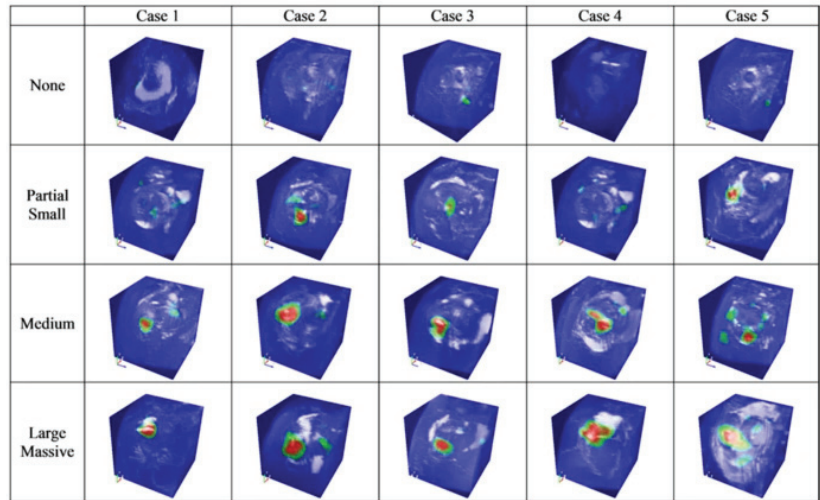 Case 1 Case 2 Case 3 Case 4 Case 5
None
Partial
Small
Medium
Large
Massive